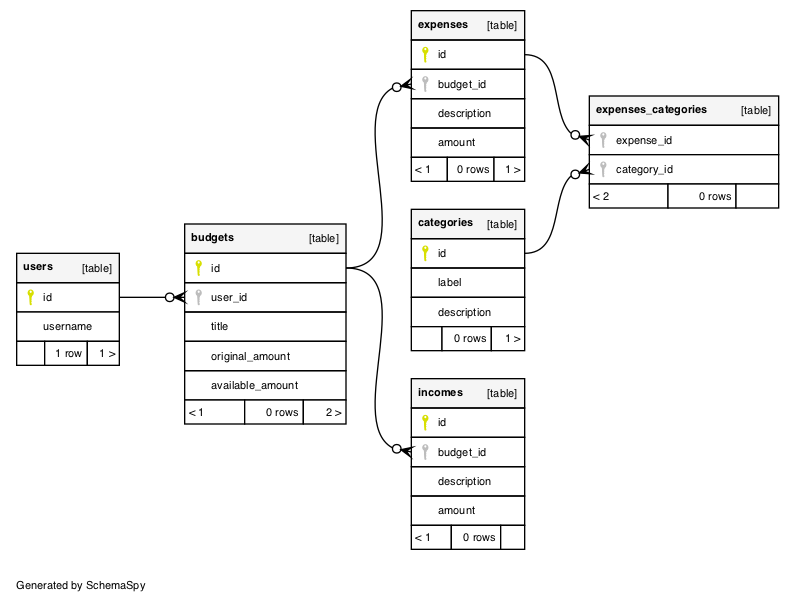 expenses [table]
id
budget_id
description
amount
< 1 0 rows 1 >
expenses_categories [table]
expense_id
category_id
< 2 0 rows
categories [table]
id
label
description
0 rows 1 >
budgets [table]
id
user_id
title
original_amount
available_amount
< 1 0 rows 2 >
users [table]
id
username
1 row 1 >
incomes [table]
id
budget_id
description
amount
< 1 0 rows
Generated by SchemaSpy